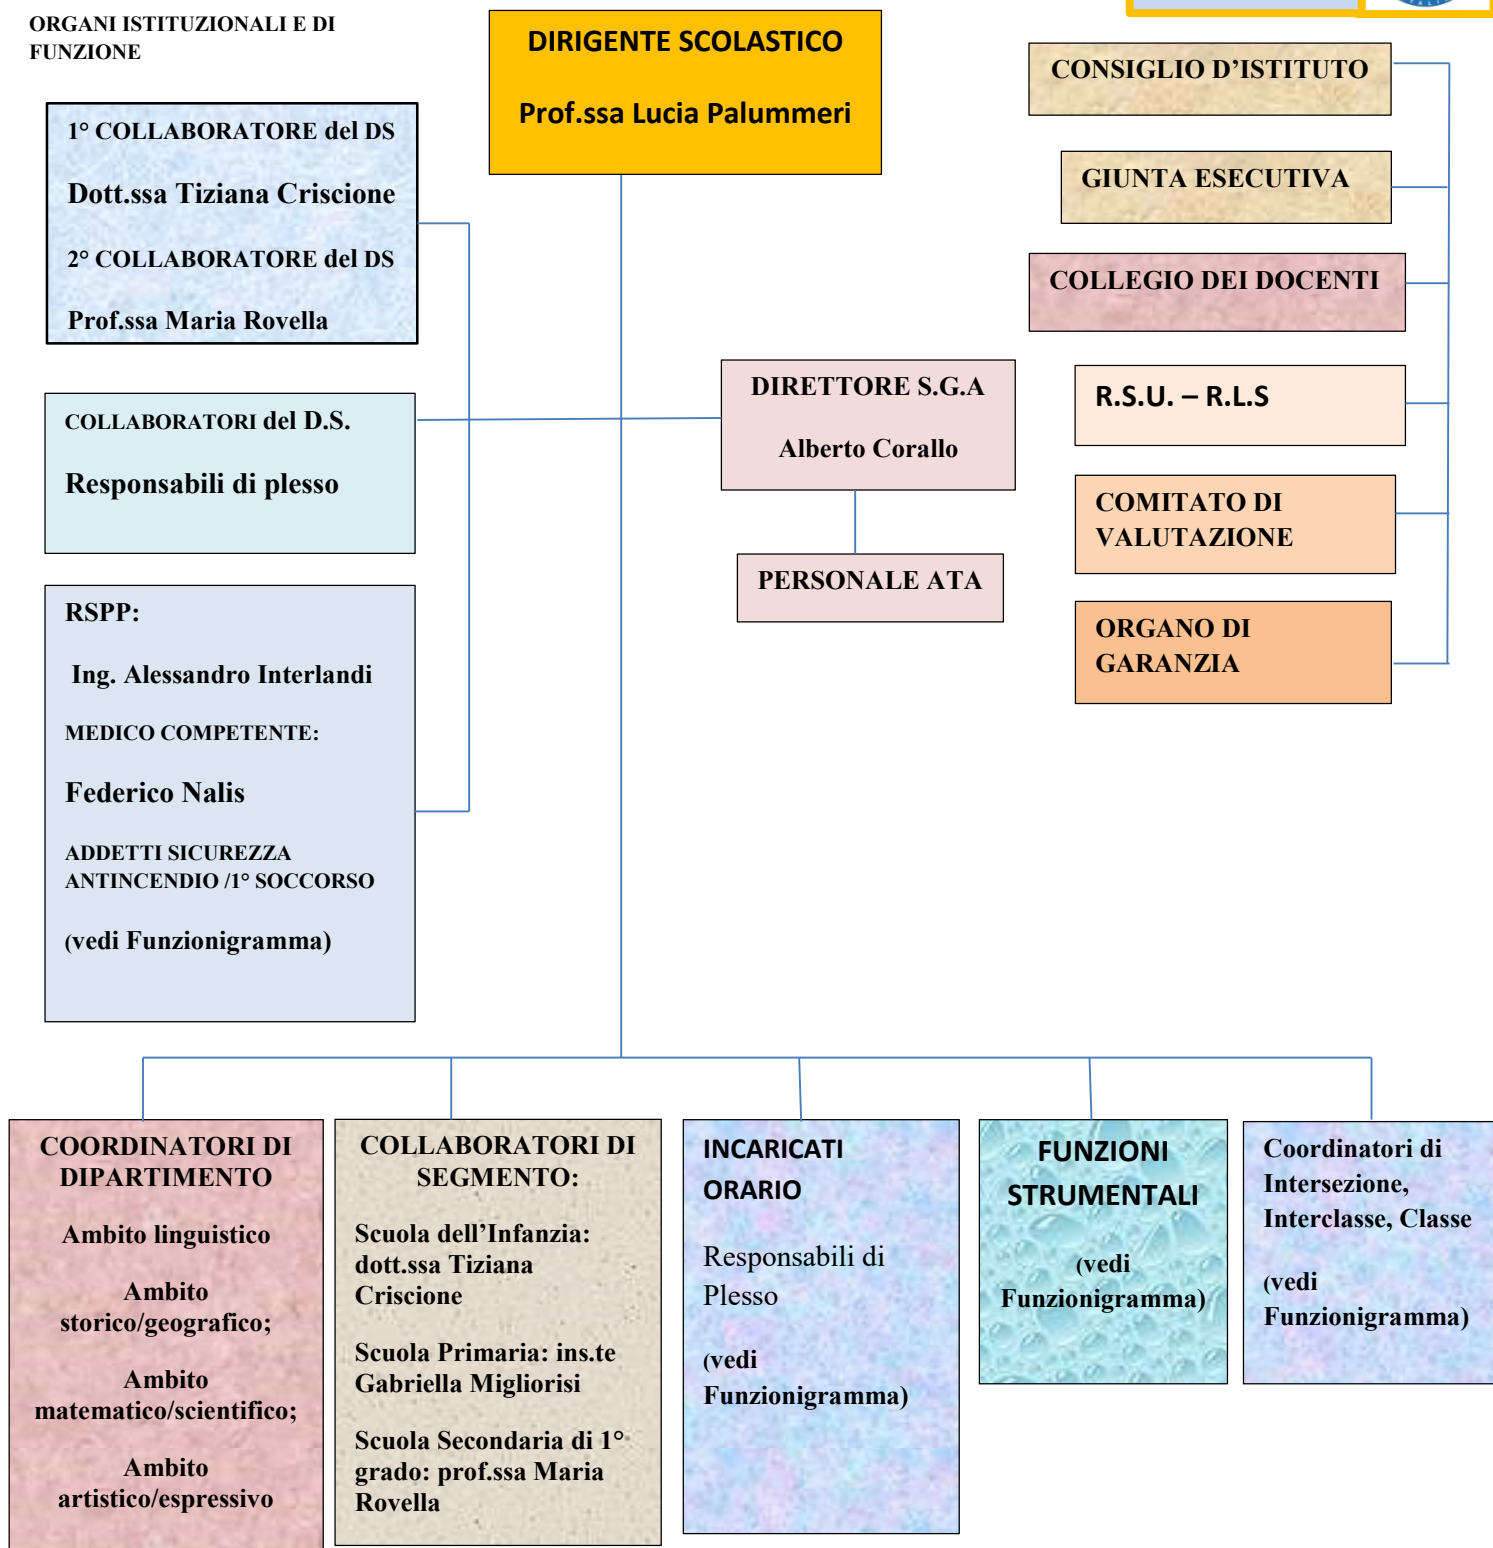 ORGANI ISTITUZIONALI E DI
FUNZIONE
DIRIGENTE SCOLASTICO
Prof.ssa Lucia Palummeri
1° COLLABORATORE del DS
Dott.ssa Tiziana Criscione
2° COLLABORATORE del DS
Prof.ssa Maria Rovella
COLLABORATORI del D.S.
Responsabili di plesso
RSPP:
Ing. Alessandro Interlandi
MEDICO COMPETENTE:
Federico Nalis
ADDETTI SICUREZZA
ANTINCENDIO /1° SOCCORSO
(vedi Funzionigramma)
DIRETTORE S.G.A
Alberto Corallo
PERSONALE ATA
CONSIGLIO D’ISTITUTO
GIUNTA ESECUTIVA
COLLEGIO DEI DOCENTI
R.S.U. – R.L.S
COMITATO DI
VALUTAZIONE
ORGANO DI
GARANZIA
COORDINATORI DI
DIPARTIMENTO
Ambito linguistico
Ambito
storico/geografico;
Ambito
matematico/scientifico;
Ambito
artistico/espressivo
COLLABORATORI DI
SEGMENTO:
Scuola dell’Infanzia:
dott.ssa Tiziana
Criscione
Scuola Primaria: ins.te
Gabriella Migliorisi
Scuola Secondaria di 1°
grado: prof.ssa Maria
Rovella
INCARICATI
ORARIO
Responsabili di
Plesso
(vedi
Funzionigramma)
FUNZIONI
STRUMENTALI
(vedi
Funzionigramma)
Coordinatori di
Intersezione,
Interclasse, Classe
(vedi
Funzionigramma)